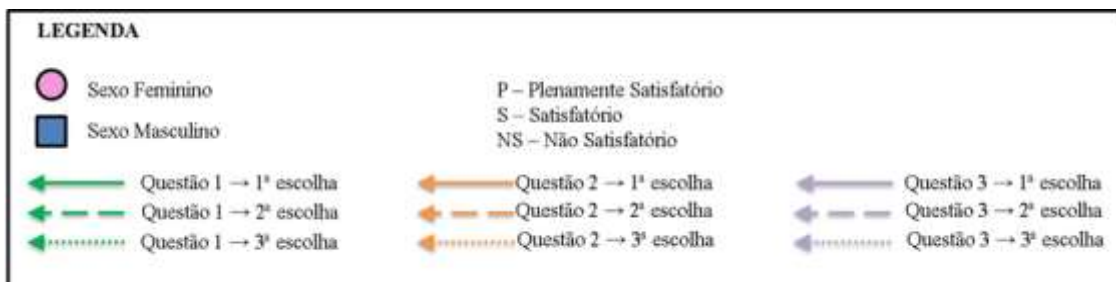 LEGENDA
Sexo Feminino
Sexo Masculino
P – Plenamente Satisfatório
S – Satisfatório
NS – Não Satisfatório
Questão 1 → 1ª escolha
Questão 2 → 1ª escolha
Questão 3 → 1ª escolha
Questão 1 → 2ª escolha
Questão 2 → 2ª escolha
Questão 3 → 2ª escolha
Questão 1 → 3ª escolha
Questão 2 → 3ª escolha
Questão 3 → 3ª escolha